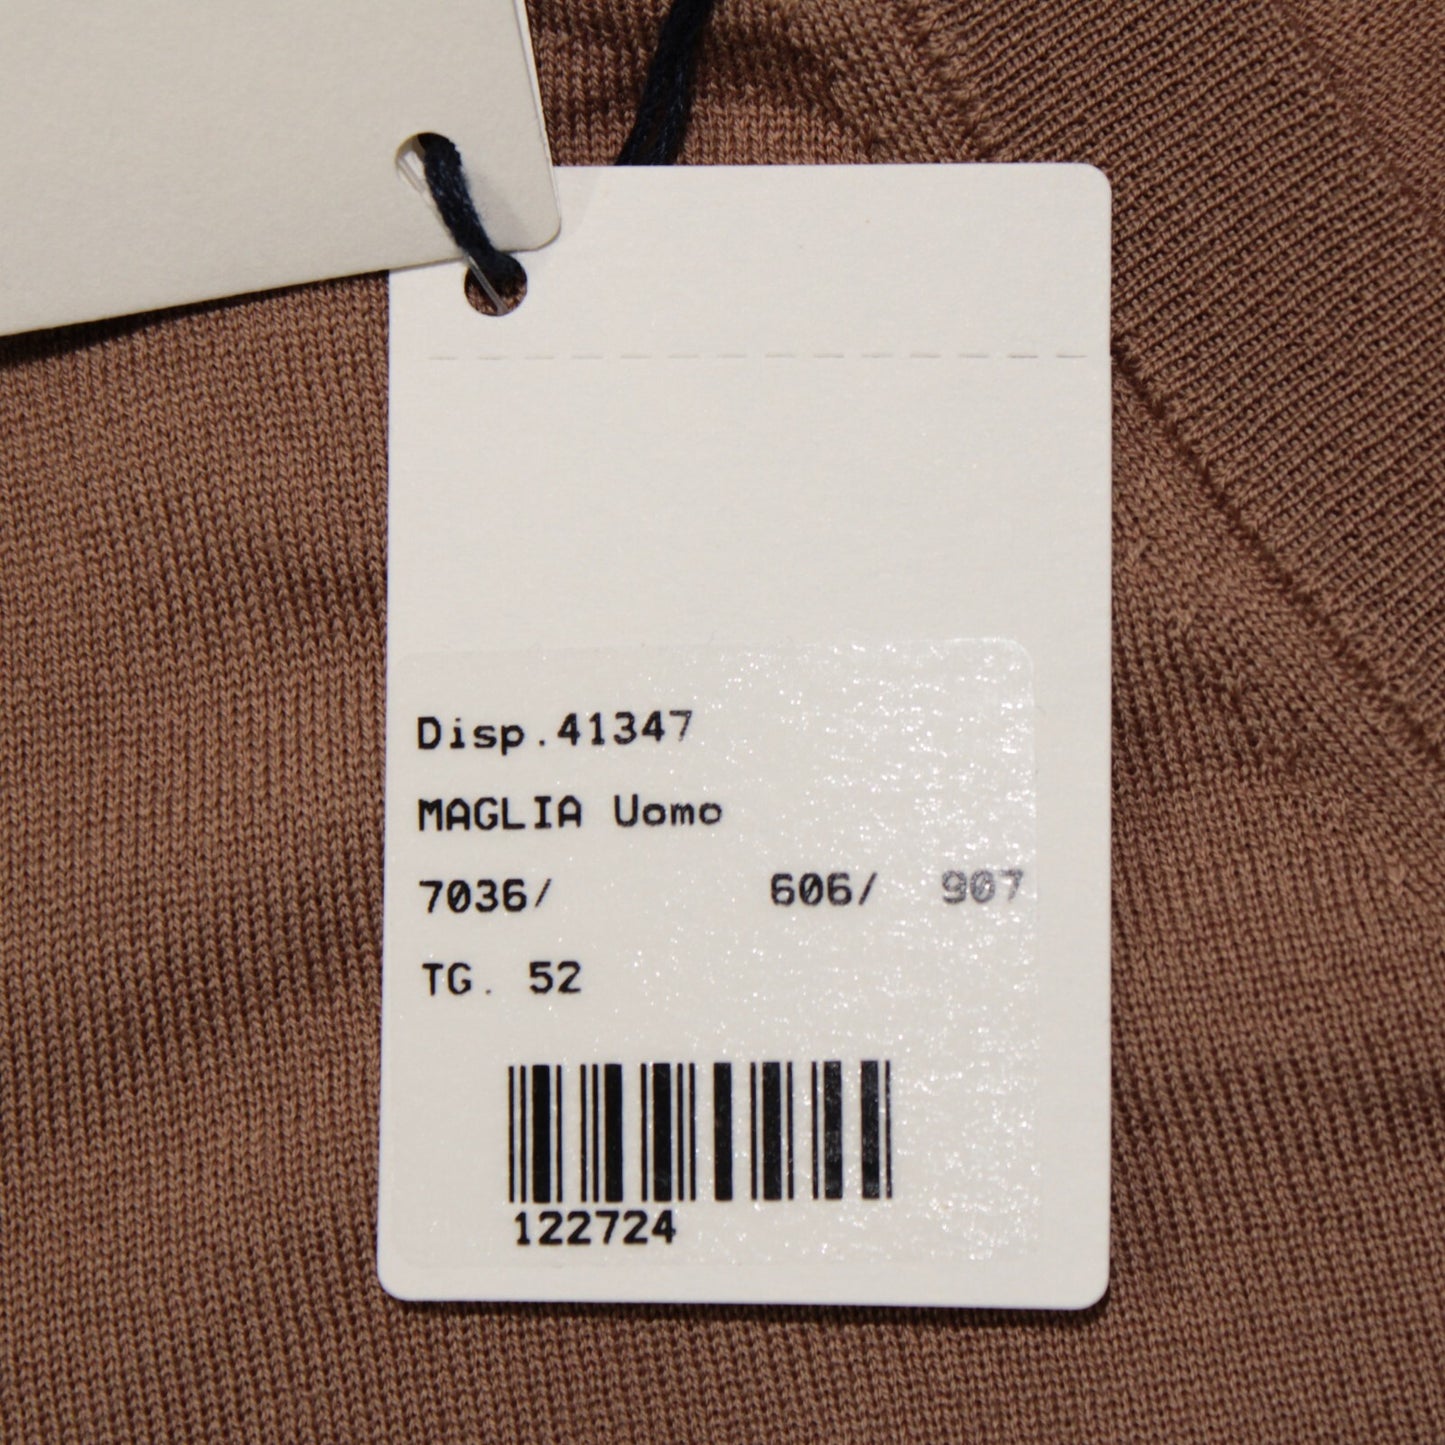 Disp.41347
MAGLIA Uomo
7036/ 606/ 907
TG. 52
122724